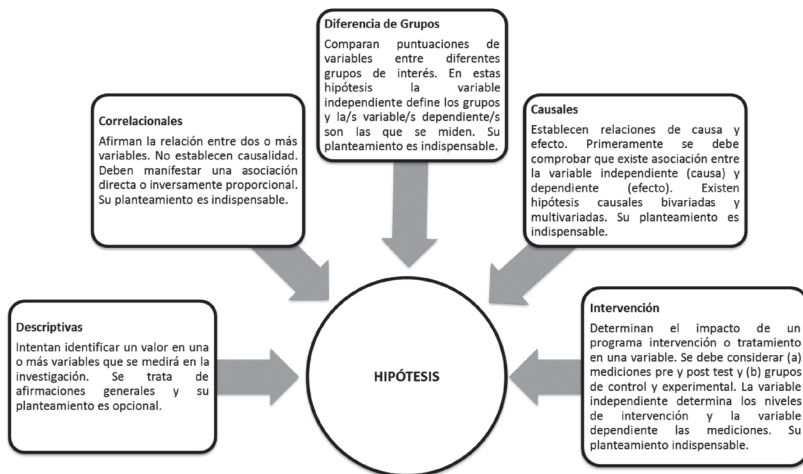 Diferencia de Grupos
Comparan puntuaciones de
variables entre diferentes
grupos de interés. En estas
hipótesis la variable
independiente define los grupos
y la/s variable/s dependiente/s
son las que se miden. Su
planteamiento es indispensable.
Correlacionales
Afirman la relación entre dos o más
variables. No establecen causalidad.
Deben manifestar una asociación
directa o inversamente proporcional.
Su planteamiento es indispensable.
Causales
Establecen relaciones de causa y
efecto. Primeramente se debe
comprobar que existe asociación entre
la variable independiente (causa) y
dependiente (efecto). Existen
hipótesis causales bivariadas y
multivariadas. Su planteamiento es
indispensable.
Descriptivas
Intentan identificar un valor en una
o más variables que se medirá en la
investigación. Se trata de
afirmaciones generales y su
planteamiento es opcional.
HIPÓTESIS
Intervención
Determinan el impacto de un
programa intervención o tratamiento
en una variable. Se debe considerar (a)
mediciones pre y post test y (b) grupos
de control y experimental. La variable
independiente determina los niveles
de intervención y la variable
dependiente las mediciones. Su
planteamiento indispensable.